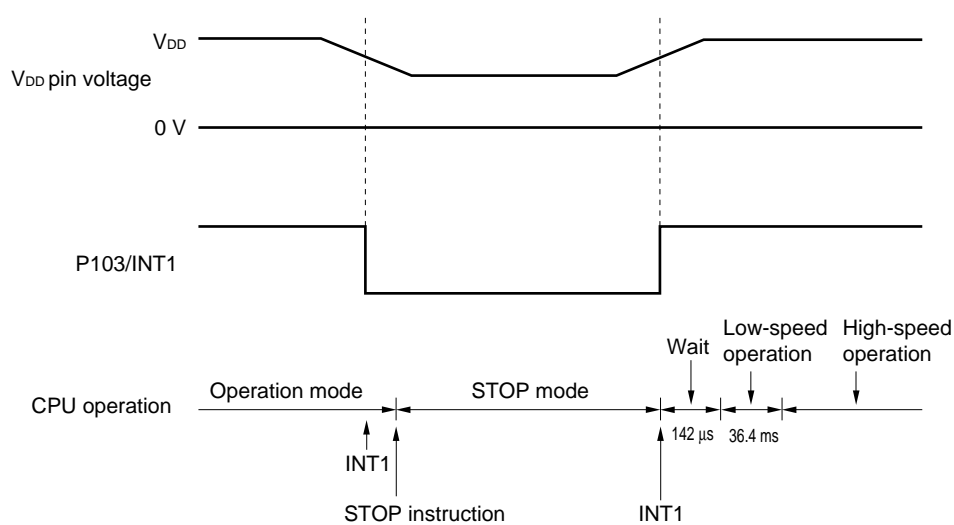 VDD
VDD pin voltage
0 V
P103/INT1
Low-speed
operation
High-speed
operation
Wait
Operation mode
STOP mode
CPU operation
142 μs
36.4 ms
INT1
STOP instruction
INT1